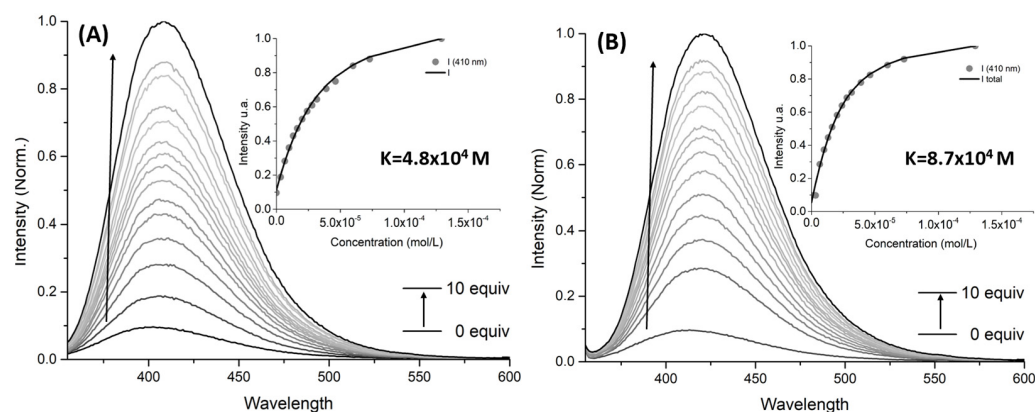 (A)
1.0
0.8
0.6
0.4
0.2
0.0
Intensity (Norm.)
400
450
500
550
600
Wavelength
1.0
0.8
0.6
0.4
0.2
0.0
Intensity u.a.
0.0
5.0x10-5
1.0x10-4
1.5x10-4
Concentration (mol/L)
I (410 nm)
I
K=4.8x10⁴ M
10 equiv
0 equiv
(B)
1.0
0.8
0.6
0.4
0.2
0.0
Intensity (Norm)
400
450
500
550
600
Wavelength
1.0
0.8
0.6
0.4
0.2
0.0
Intensity u.a.
0.0
5.0x10-5
1.0x10-4
1.5x10-4
Concentration (mol/L)
I (410 nm)
I total
K=8.7x10⁴ M
10 equiv
0 equiv